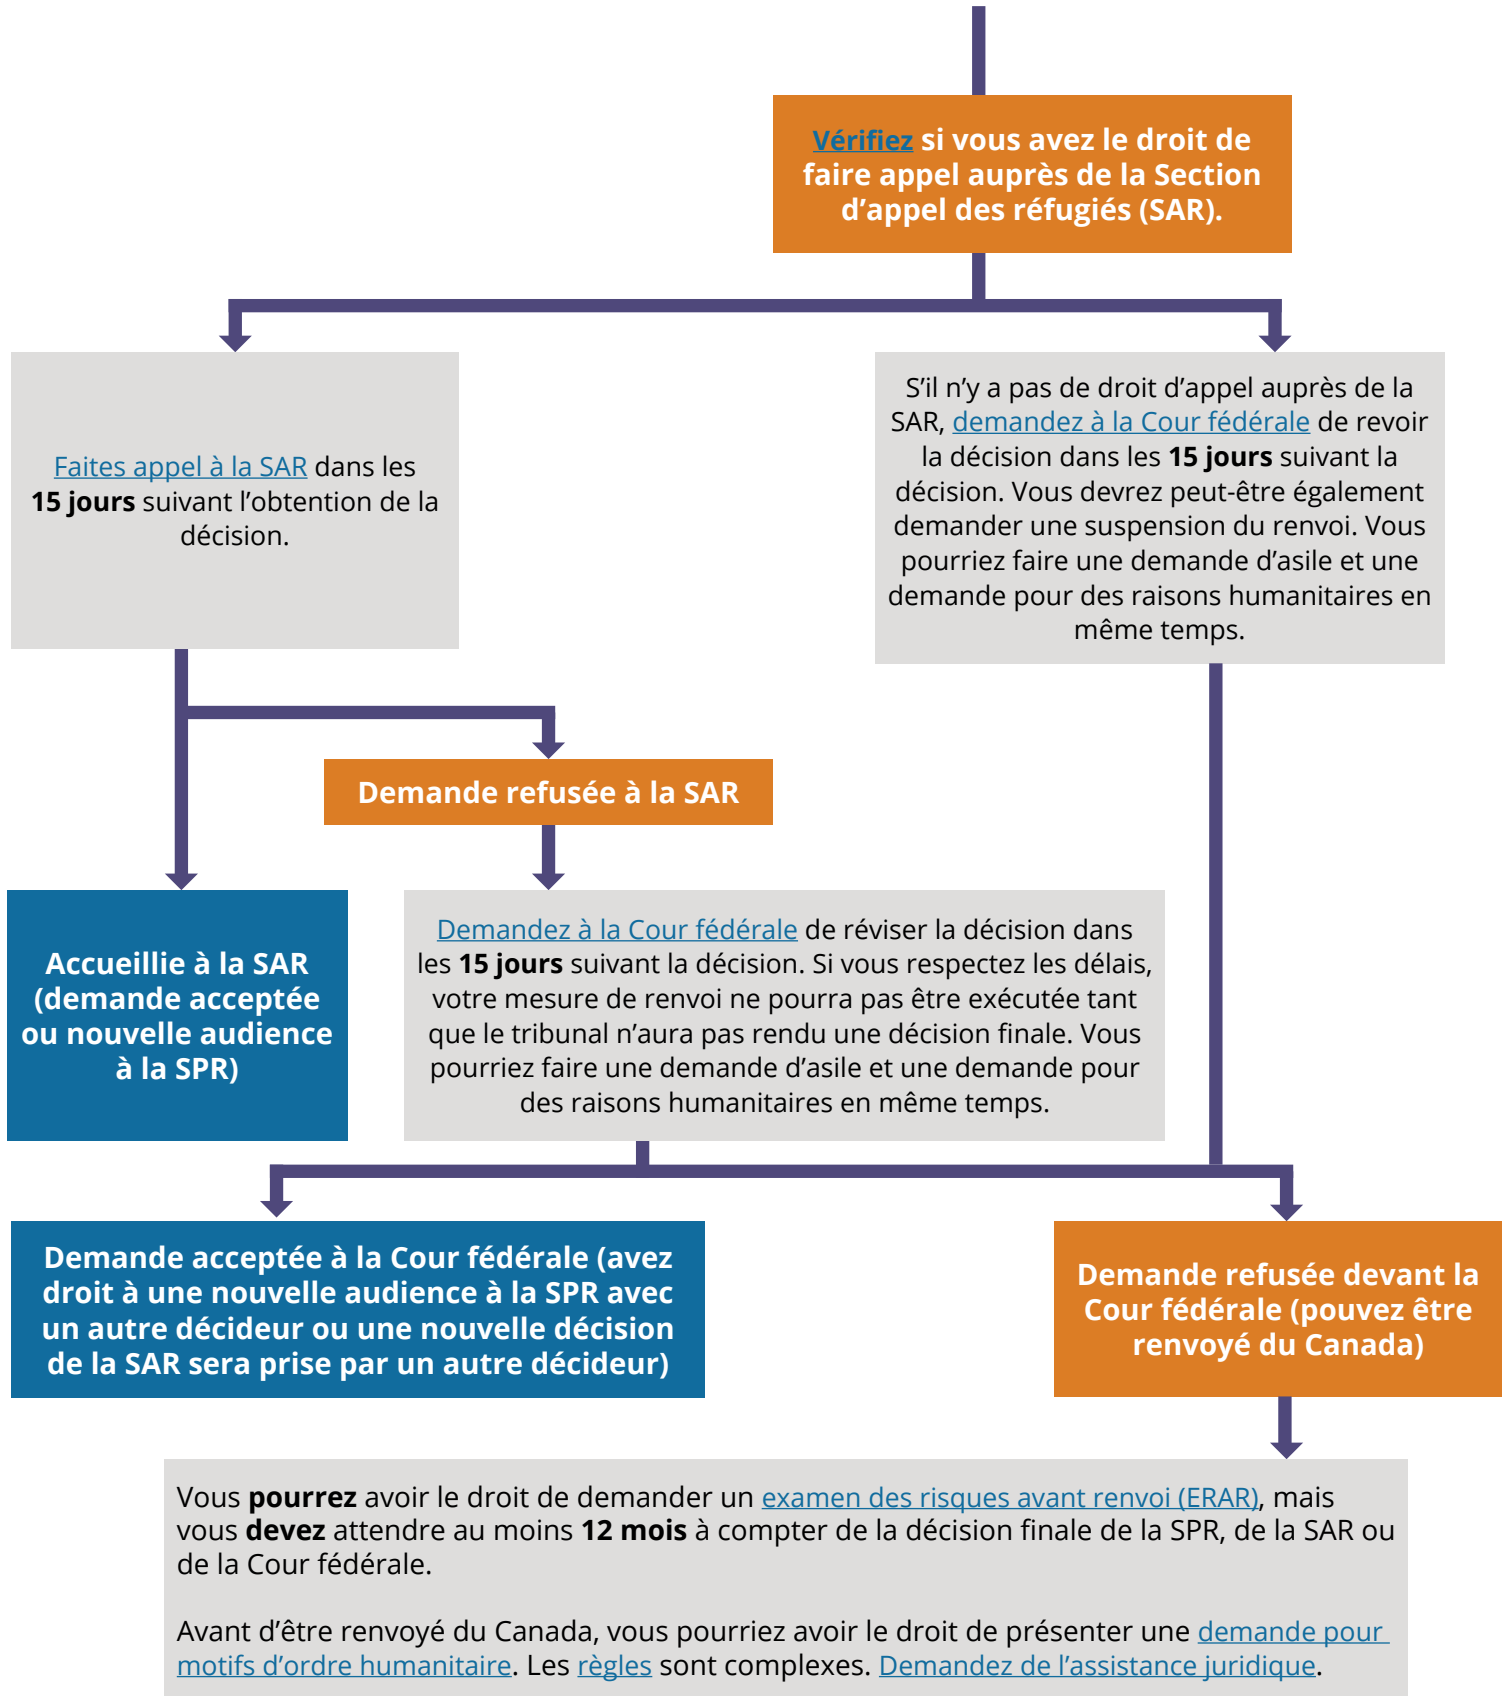 Vérifiez si vous avez le droit de
faire appel auprès de la Section
d’appel des réfugiés (SAR).
Faites appel à la SAR dans les
15 jours suivant l’obtention de la
décision.
S’il n’y a pas de droit d’appel auprès de la
SAR, demandez à la Cour fédérale de revoir
la décision dans les 15 jours suivant la
décision. Vous devrez peut-être également
demander une suspension du renvoi. Vous
pourriez faire une demande d’asile et une
demande pour des raisons humanitaires en
même temps.
Demande refusée à la SAR
Accueillie à la SAR
(demande acceptée
ou nouvelle audience
à la SPR)
Demandez à la Cour fédérale de réviser la décision dans
les 15 jours suivant la décision. Si vous respectez les délais,
votre mesure de renvoi ne pourra pas être exécutée tant
que le tribunal n’aura pas rendu une décision finale. Vous
pourriez faire une demande d’asile et une demande pour
des raisons humanitaires en même temps.
Demande acceptée à la Cour fédérale (avez
droit à une nouvelle audience à la SPR avec
un autre décideur ou une nouvelle décision
de la SAR sera prise par un autre décideur)
Demande refusée devant la
Cour fédérale (pouvez être
renvoyé du Canada)
Vous pourrez avoir le droit de demander un examen des risques avant renvoi (ERAR), mais
vous devez attendre au moins 12 mois à compter de la décision finale de la SPR, de la SAR ou
de la Cour fédérale.
Avant d’être renvoyé du Canada, vous pourriez avoir le droit de présenter une demande pour
motifs d’ordre humanitaire. Les règles sont complexes. Demandez de l’assistance juridique.